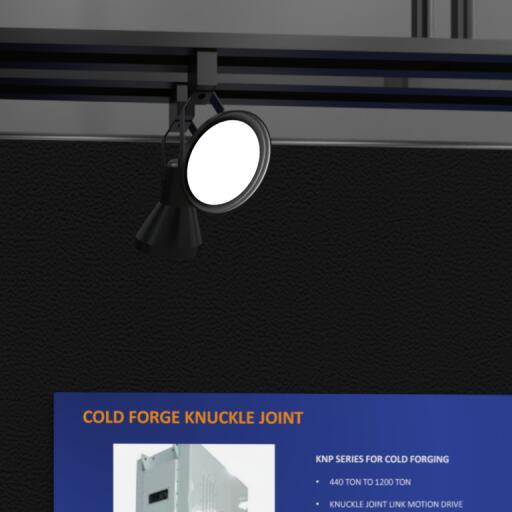 COLD FORGE KNUCKLE JOINT
KNP SERIES FOR COLD FORGING
• 440 TON TO 1200 TON
• KNUCKLE JOINT LINK MOTION DRIVE